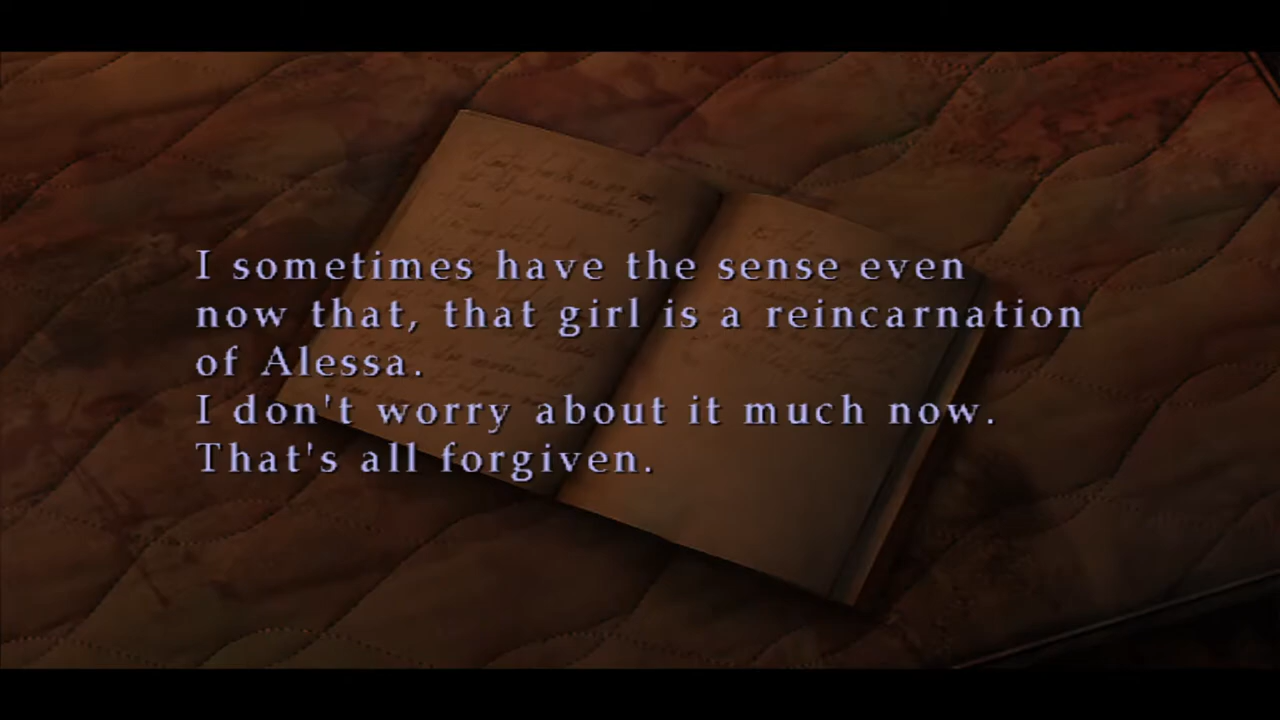 I sometimes have the sense even
now that, that girl is a reincarnation
of Alessa.
I don't worry about it much now.
That's all forgiven.